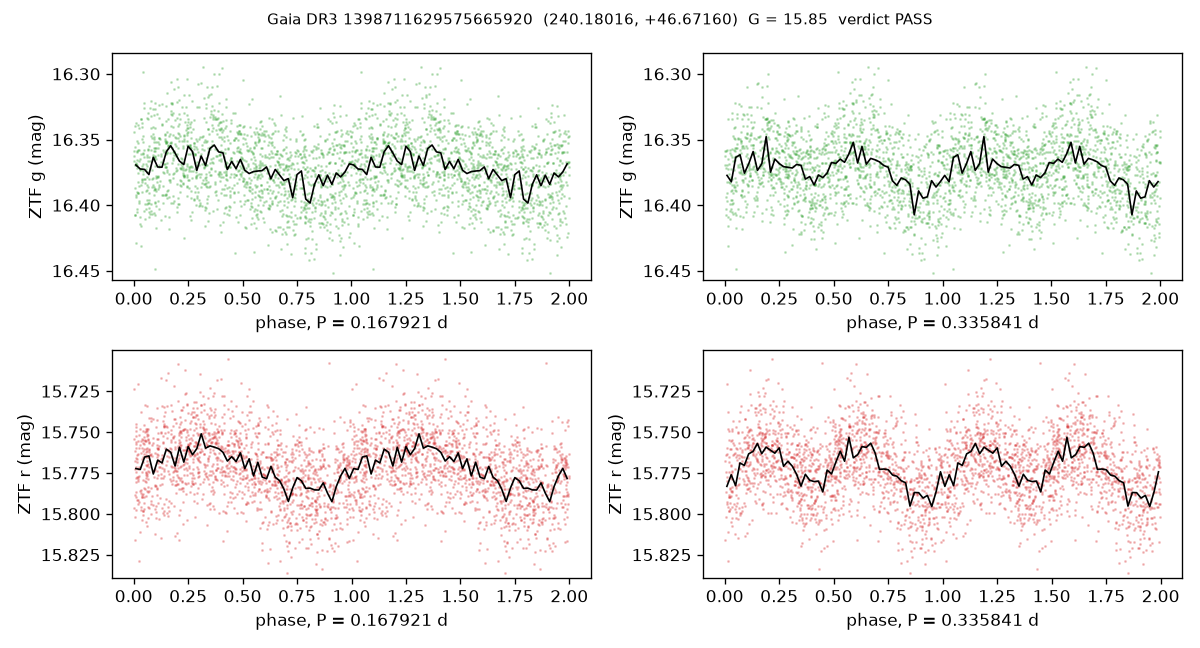 Gaia DR3 1398711629575665920  (240.18016, +46.67160)  G = 15.85  verdict PASS
ZTF g (mag)
16.30
16.35
16.40
16.45
0.00 0.25 0.50 0.75 1.00 1.25 1.50 1.75 2.00
phase, P = 0.167921 d
ZTF g (mag)
16.30
16.35
16.40
16.45
0.00 0.25 0.50 0.75 1.00 1.25 1.50 1.75 2.00
phase, P = 0.335841 d
ZTF r (mag)
15.725
15.750
15.775
15.800
15.825
0.00 0.25 0.50 0.75 1.00 1.25 1.50 1.75 2.00
phase, P = 0.167921 d
ZTF r (mag)
15.725
15.750
15.775
15.800
15.825
0.00 0.25 0.50 0.75 1.00 1.25 1.50 1.75 2.00
phase, P = 0.335841 d